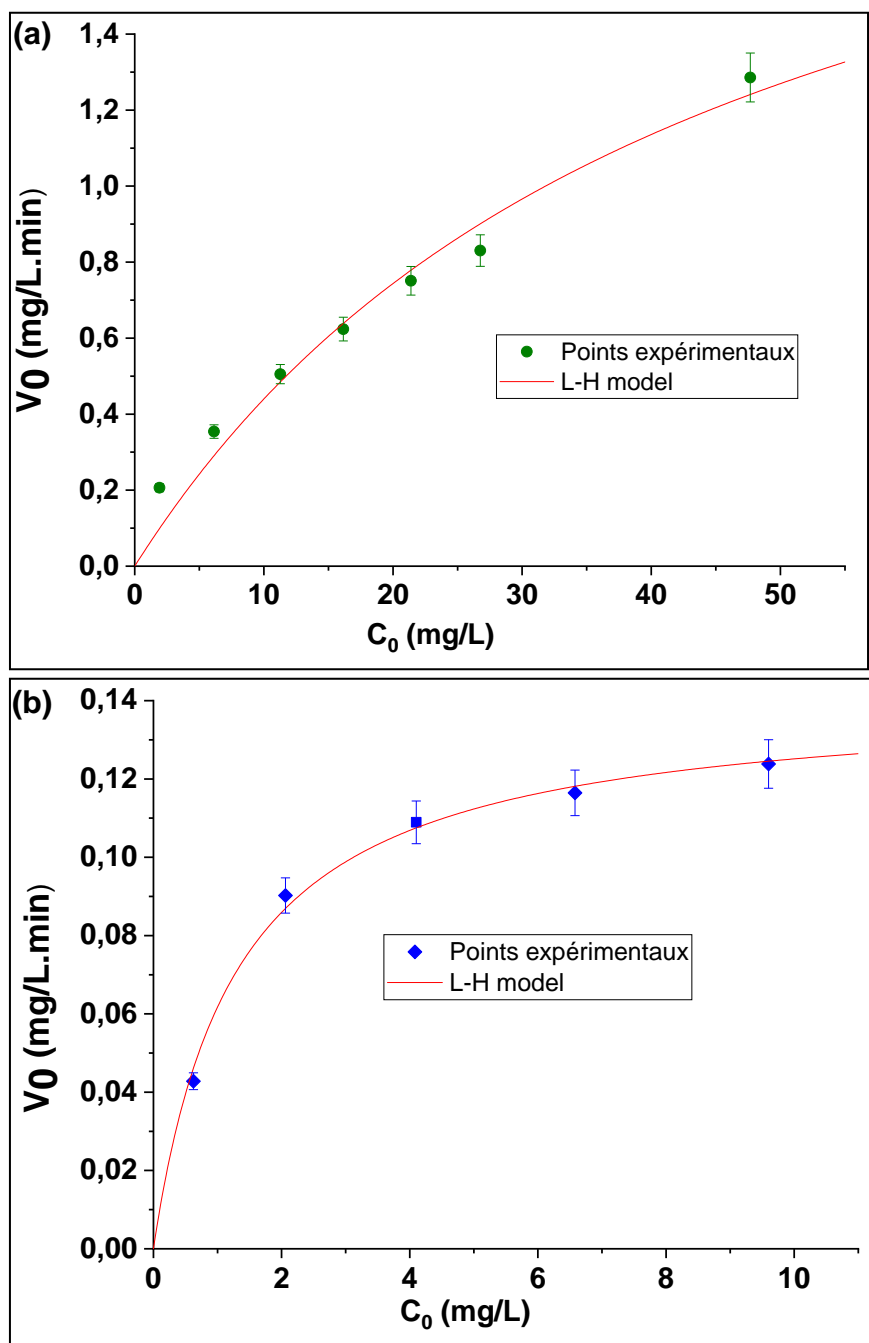 (a)
1,4
1,2
1,0
0,8
0,6
0,4
0,2
0,0
V0 (mg/L.min)
Points expérimentaux
L-H model
0 10 20 30 40 50
C₀ (mg/L)
(b)
0,14
0,12
0,10
0,08
0,06
0,04
0,02
0,00
V0 (mg/L.min)
Points expérimentaux
L-H model
0 2 4 6 8 10
C₀ (mg/L)